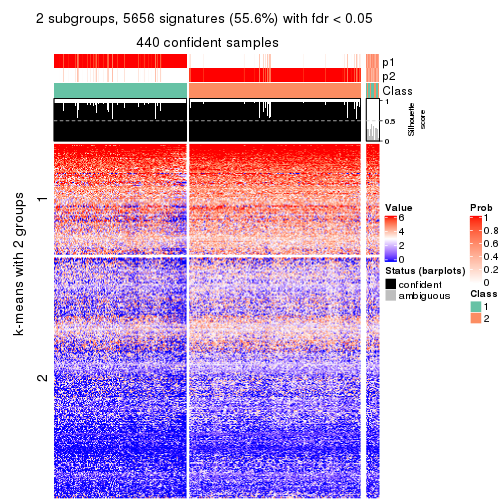 2 subgroups, 5656 signatures (55.6%) with fdr < 0.05
440 confident samples
p1
p2
Class
1
0.5
0
Silhouette
score
k-means with 2 groups
1
2
Value
6
4
2
0
Status (barplots)
confident
ambiguous
Prob
1
0.8
0.6
0.4
0.2
0
Class
1
2